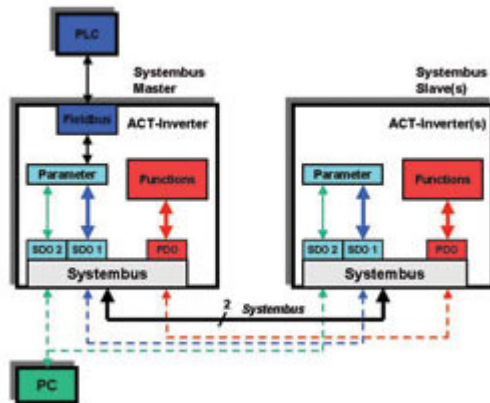 PLC
Systembus
Master
Systembus
Slave(s)
Fieldbus
ACT-Inverter
ACT-Inverter(s)
Parameter
Functions
Parameter
Functions
SDO 2 SDO 1 PDO
SDO 2 SDO 1 PDO
Systembus
Systembus
2 Systembus
PC